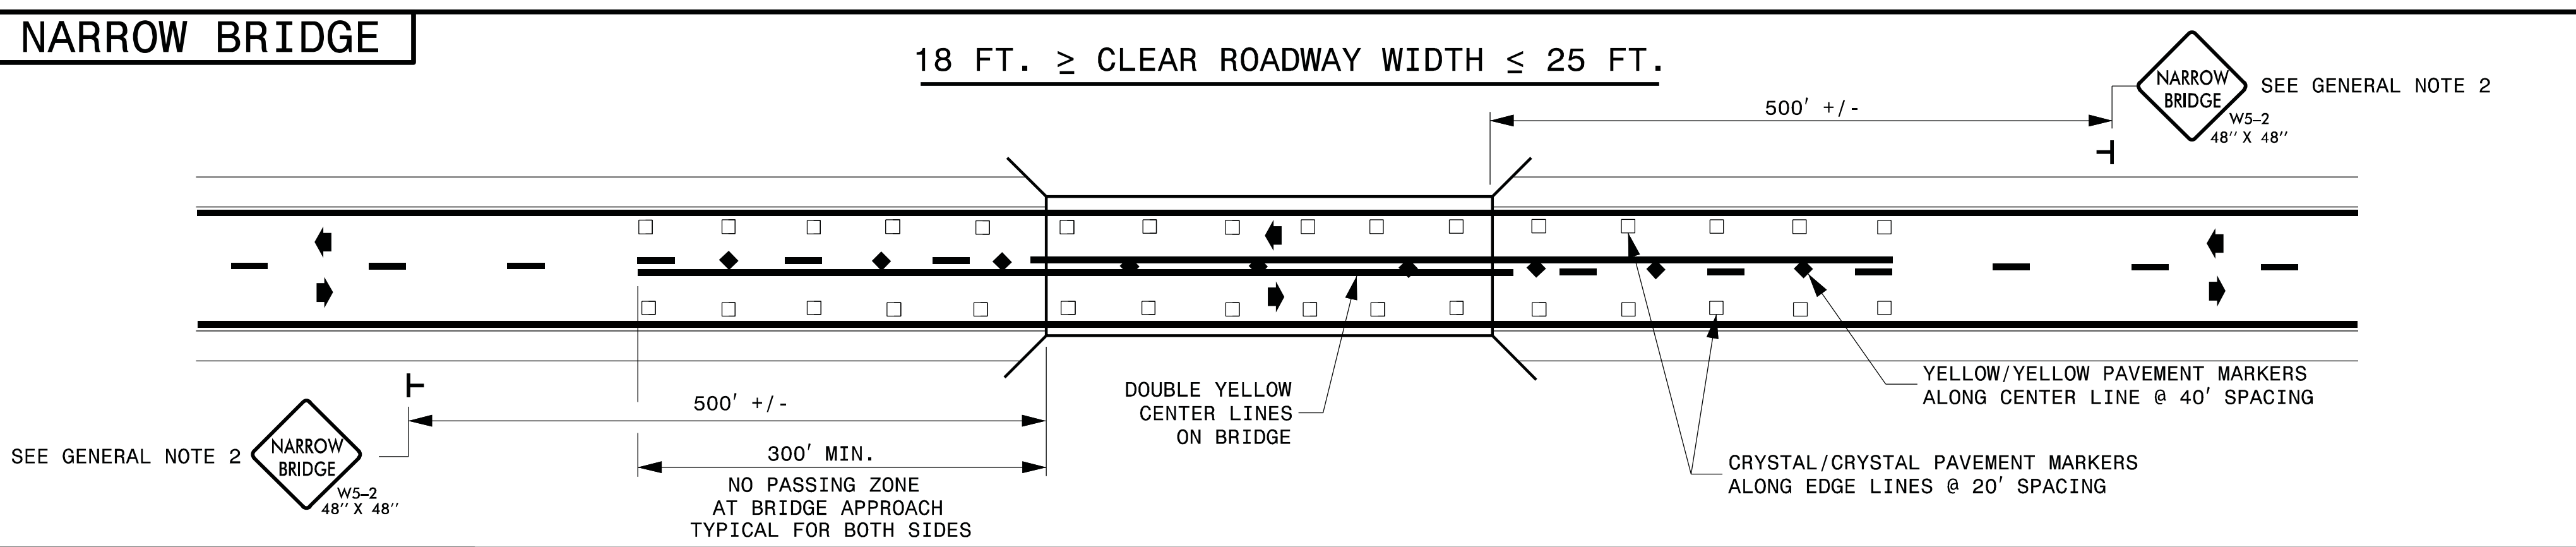 NARROW BRIDGE
18 FT. ≥ CLEAR ROADWAY WIDTH ≤ 25 FT.
NARROW
BRIDGE
SEE GENERAL NOTE 2
W5-2
48" X 48"
500' +/-
500' +/-
SEE GENERAL NOTE 2
NARROW
BRIDGE
W5-2
48" X 48"
300' MIN.
NO PASSING ZONE
AT BRIDGE APPROACH
TYPICAL FOR BOTH SIDES
DOUBLE YELLOW
CENTER LINES
ON BRIDGE
YELLOW/YELLOW PAVEMENT MARKERS
ALONG CENTER LINE @ 40' SPACING
CRYSTAL/CRYSTAL PAVEMENT MARKERS
ALONG EDGE LINES @ 20' SPACING